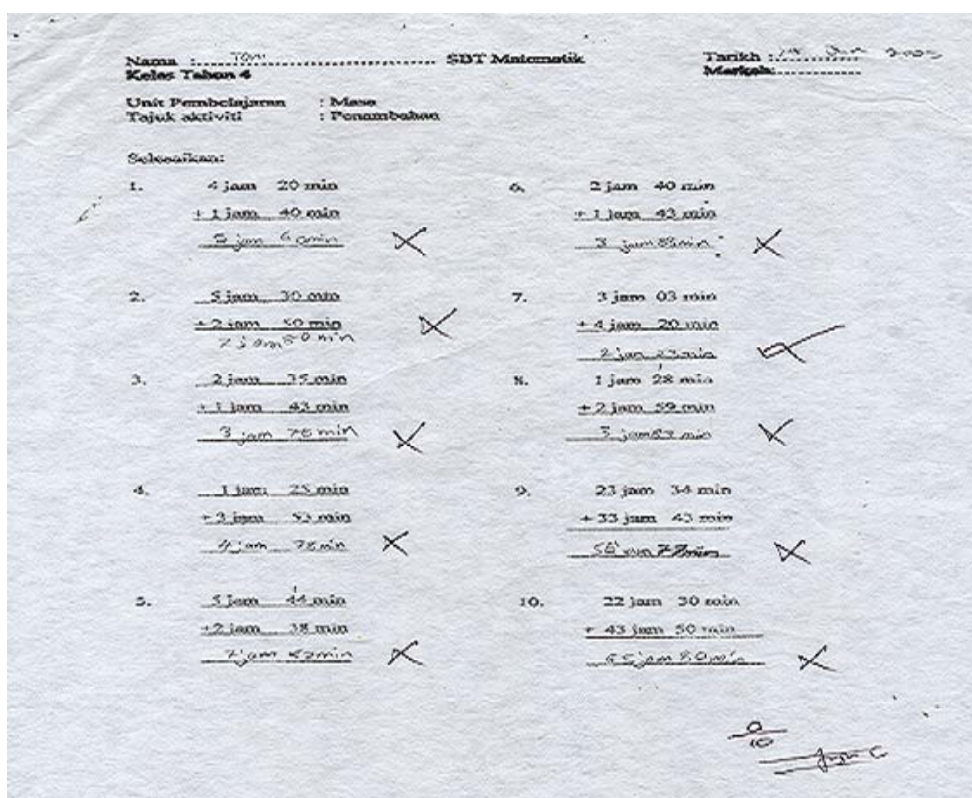 Nama : Tom SBT Matematik Tarikh : 2005
Kelas Tahun 4 Markah:
Unit Pembelajaran : Masa
Tajuk aktiviti : Penambahan
Selesaikan:
1. 4 jam 20 min
+ 1 jam 40 min
5 jam 60min
2. 5 jam 30 min
+ 2 jam 50 min
7 jam 80 min
3. 2 jam 35 min
+ 1 jam 43 min
3 jam 78 min
4. 1 jam 25 min
+ 3 jam 53 min
4 jam 78 min
5. 5 jam 44 min
+ 2 jam 38 min
7 jam 82 min
6. 2 jam 40 min
+ 1 jam 43 min
3 jam 83min
7. 3 jam 03 min
+ 4 jam 20 min
jam 23 min
8. 1 jam 28 min
+ 2 jam 59 min
3 jam 87 min
9. 23 jam 34 min
+ 33 jam 43 min
56 jam 77min
10. 22 jam 30 min
+ 43 jam 50 min
65 jam 80 min
0
10